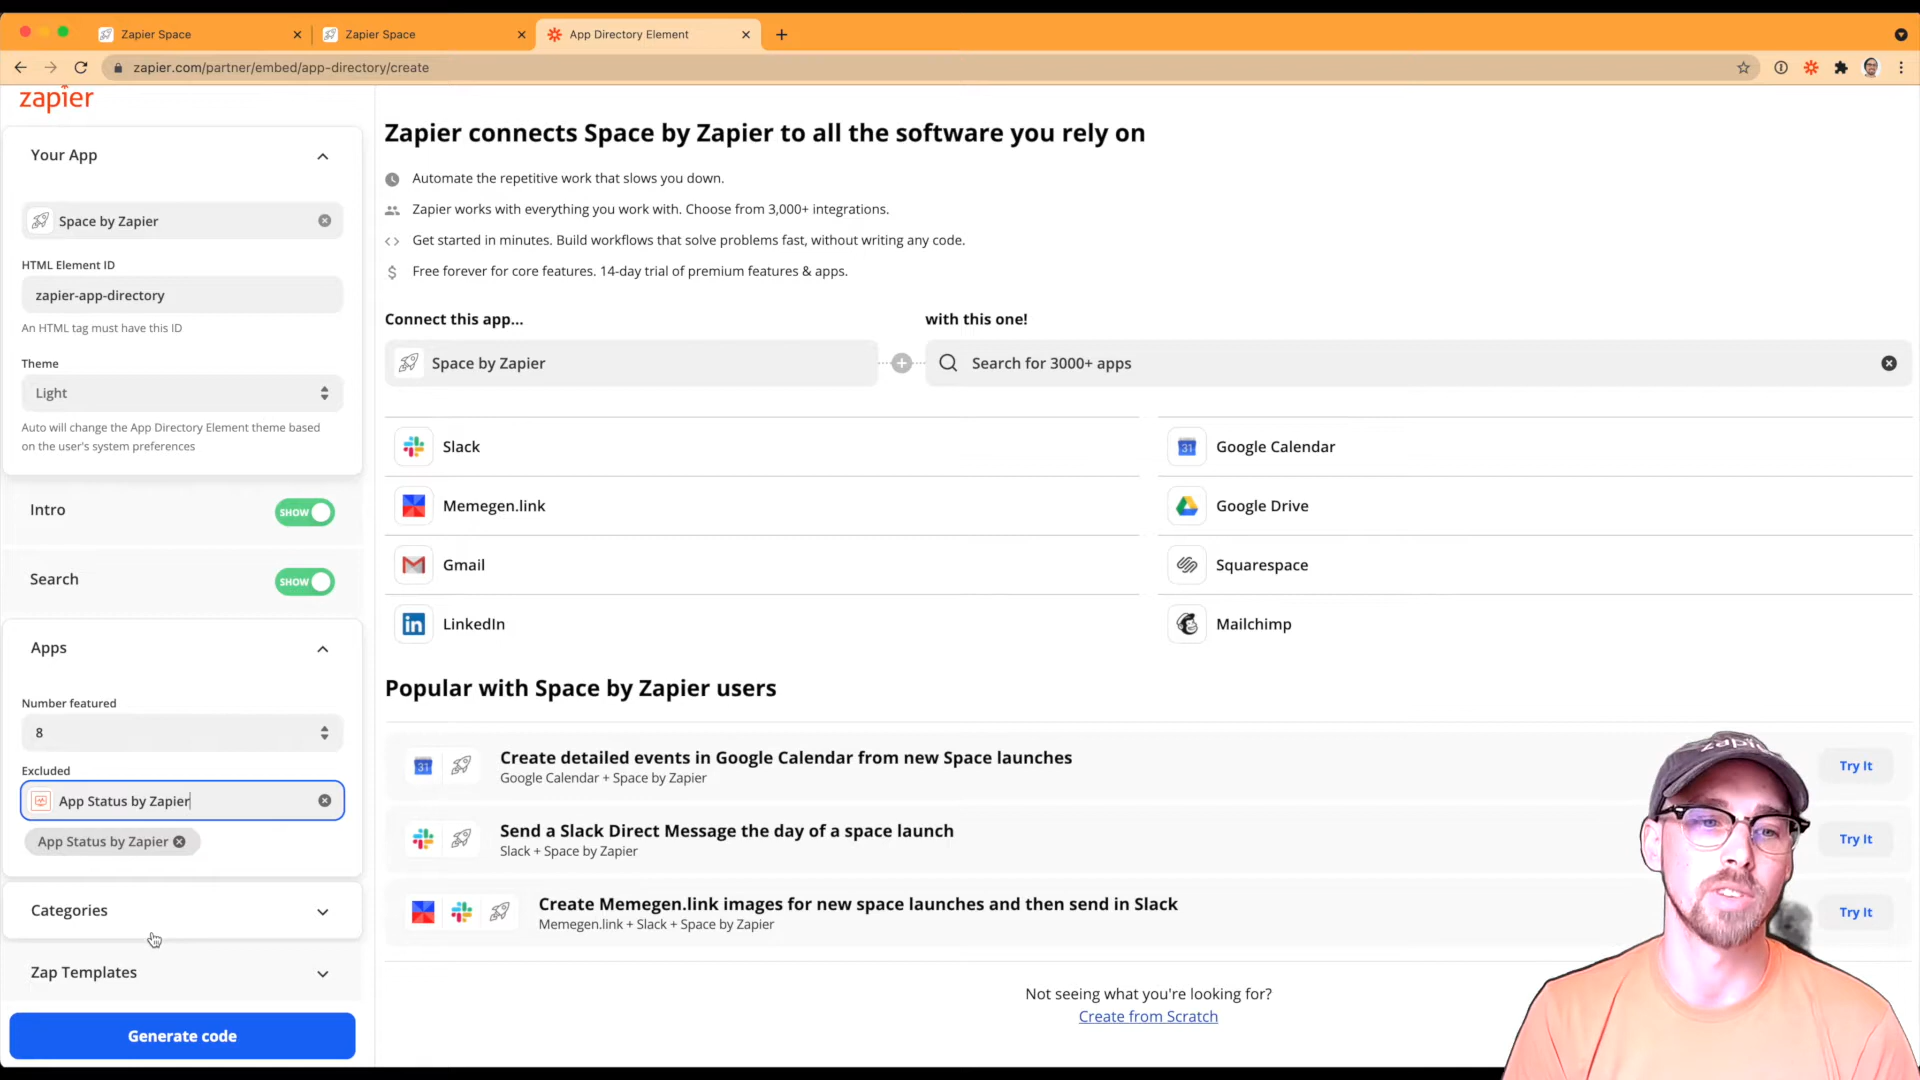 Zapier Space
Zapier Space
App Directory Element
zapier.com/partner/embed/app-directory/create
zapier
Your App
Space by Zapier
HTML Element ID
zapier-app-directory
An HTML tag must have this ID
Theme
Light
Auto will change the App Directory Element theme based
on the user's system preferences
Intro
SHOW
Search
SHOW
Apps
Number featured
8
Excluded
App Status by Zapier
App Status by Zapier
Categories
Zap Templates
Generate code
Zapier connects Space by Zapier to all the software you rely on
Automate the repetitive work that slows you down.
Zapier works with everything you work with. Choose from 3,000+ integrations.
Get started in minutes. Build workflows that solve problems fast, without writing any code.
Free forever for core features. 14-day trial of premium features & apps.
Connect this app...
with this one!
Space by Zapier
Search for 3000+ apps
Slack
31
Google Calendar
Memegen.link
Google Drive
Gmail
Squarespace
in
LinkedIn
Mailchimp
Popular with Space by Zapier users
31
Create detailed events in Google Calendar from new Space launches
Google Calendar + Space by Zapier
Try It
Send a Slack Direct Message the day of a space launch
Slack + Space by Zapier
Try It
Create Memegen.link images for new space launches and then send in Slack
Memegen.link + Slack + Space by Zapier
Try It
Not seeing what you're looking for?
Create from Scratch
zapier